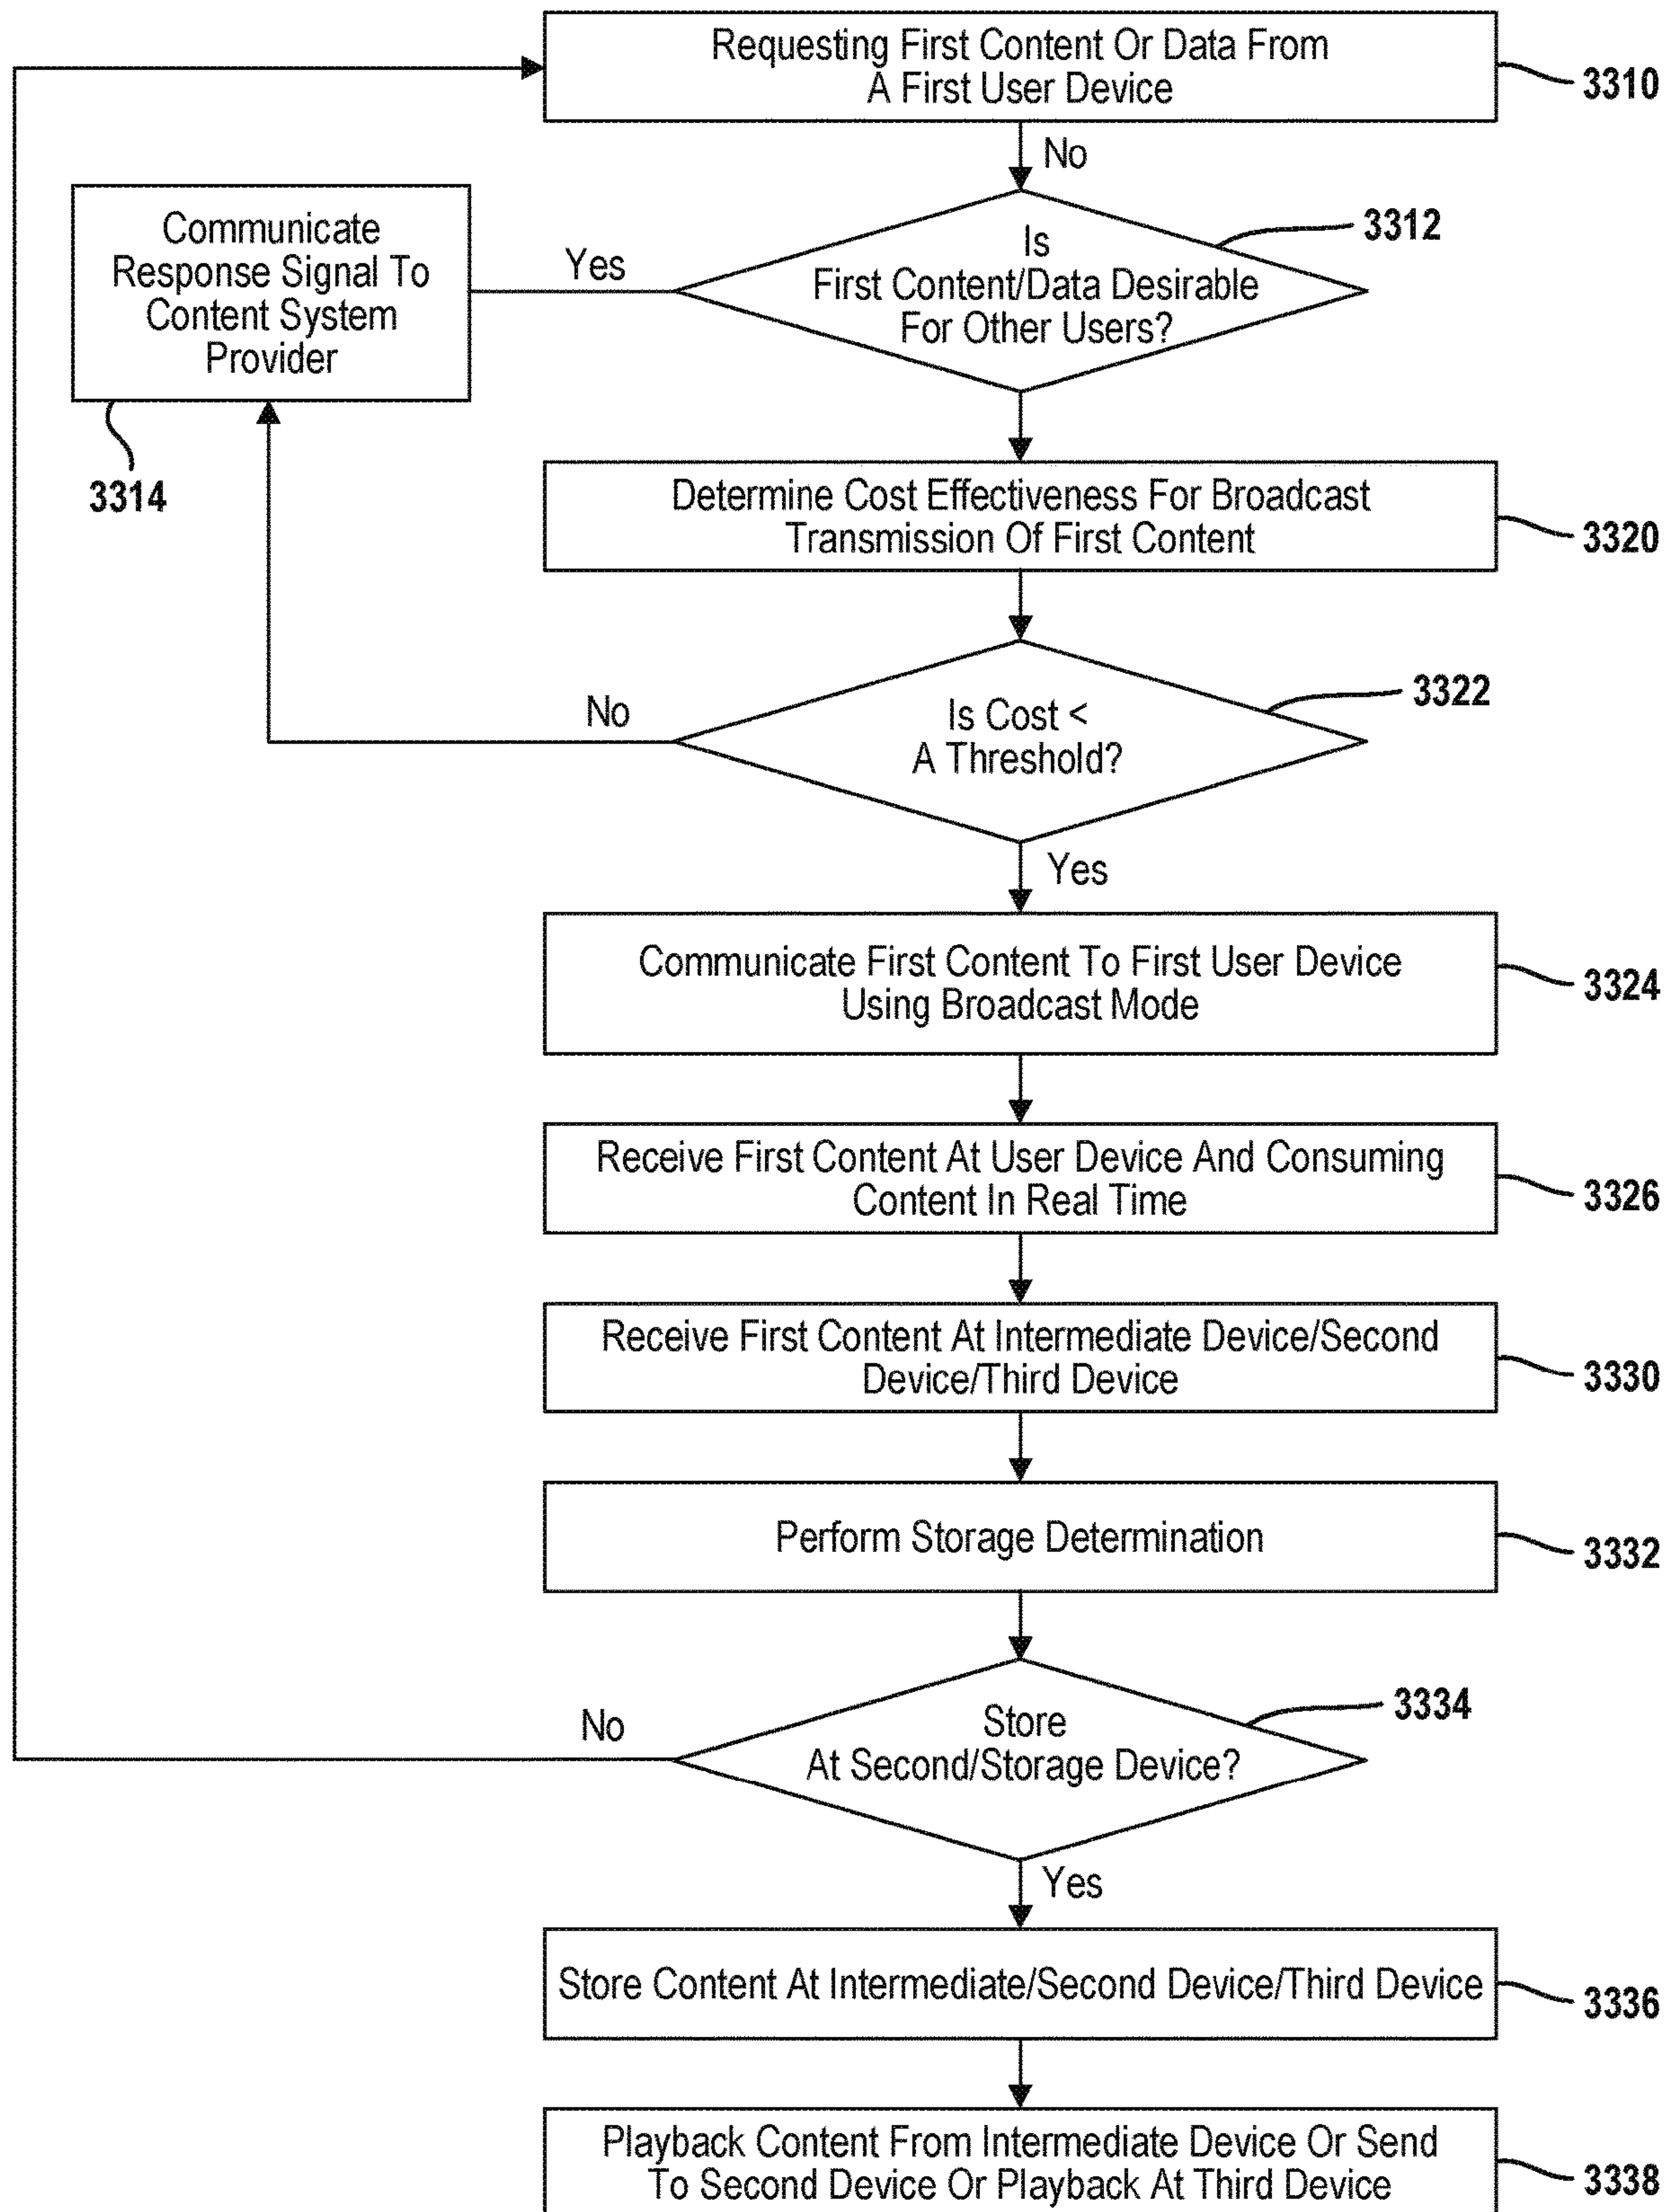 Requesting First Content Or Data From
A First User Device
3310
No
Communicate
Response Signal To
Content System
Provider
3314
Yes
Is
First Content/Data Desirable
For Other Users?
3312
Determine Cost Effectiveness For Broadcast
Transmission Of First Content
3320
No
Is Cost <
A Threshold?
3322
Yes
Communicate First Content To First User Device
Using Broadcast Mode
3324
Receive First Content At User Device And Consuming
Content In Real Time
3326
Receive First Content At Intermediate Device/Second
Device/Third Device
3330
Perform Storage Determination
3332
No
Store
At Second/Storage Device?
3334
Yes
Store Content At Intermediate/Second Device/Third Device
3336
Playback Content From Intermediate Device Or Send
To Second Device Or Playback At Third Device
3338